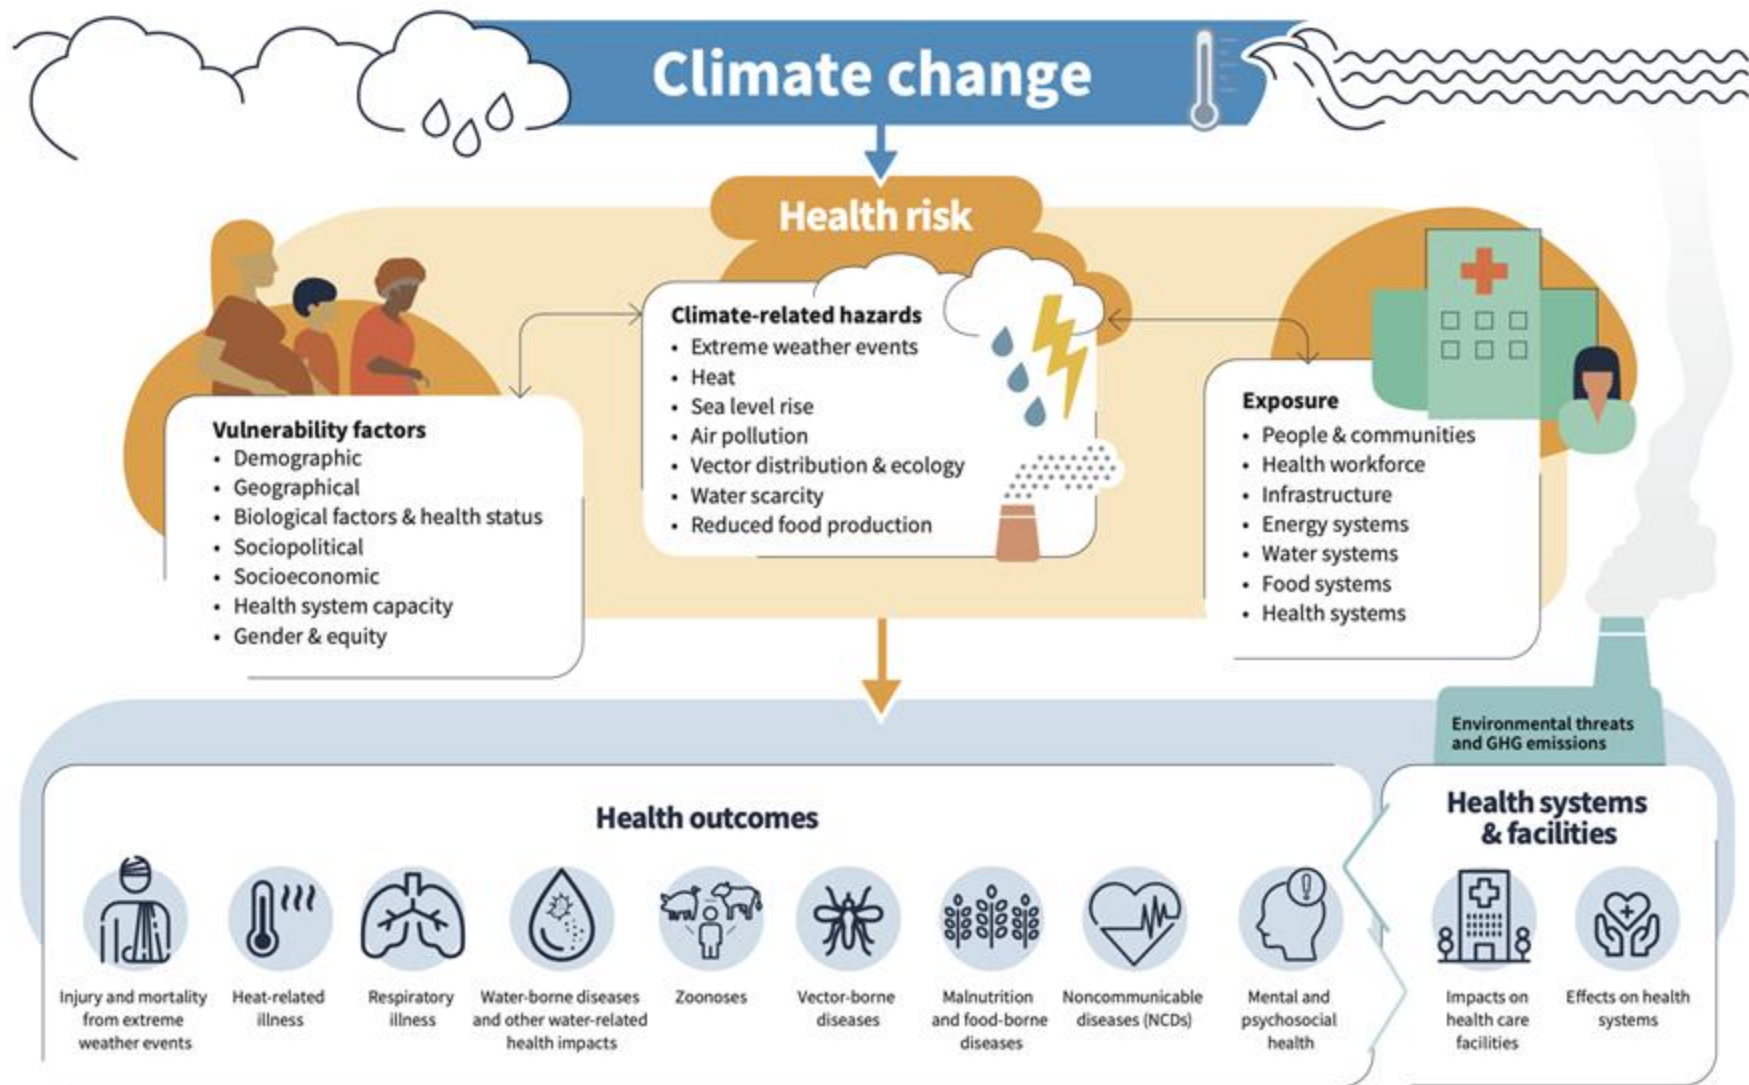 Climate change
Health risk
Climate-related hazards
• Extreme weather events
• Heat
• Sea level rise
• Air pollution
• Vector distribution & ecology
• Water scarcity
• Reduced food production
Vulnerability factors
• Demographic
• Geographical
• Biological factors & health status
• Sociopolitical
• Socioeconomic
• Health system capacity
• Gender & equity
Exposure
• People & communities
• Health workforce
• Infrastructure
• Energy systems
• Water systems
• Food systems
• Health systems
Environmental threats
and GHG emissions
Health outcomes
Injury and mortality
from extreme
weather events
Heat-related
illness
Respiratory
illness
Water-borne diseases
and other water-related
health impacts
Zoonoses
Vector-borne
diseases
Malnutrition
and food-borne
diseases
Noncommunicable
diseases (NCDs)
Mental and
psychosocial
health
Health systems
& facilities
Impacts on
health care
facilities
Effects on health
systems